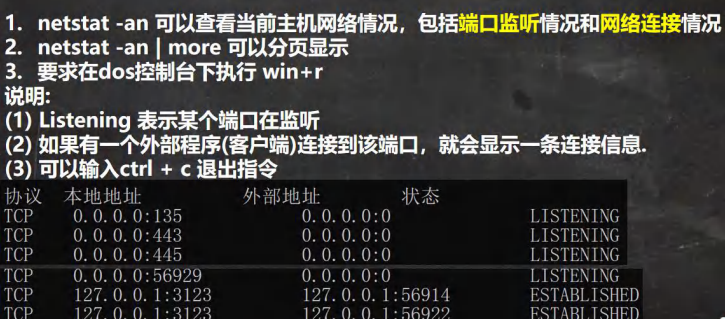 1. netstat -an 可以查看当前主机网络情况，包括端口监听情况和网络连接情况
2. netstat -an | more 可以分页显示
3. 要求在dos控制台下执行 win+r
说明:
(1) Listening 表示某个端口在监听
(2) 如果有一个外部程序(客户端)连接到该端口，就会显示一条连接信息.
(3) 可以输入ctrl + c 退出指令
协议 本地地址 外部地址 状态
TCP 0.0.0.0:135 0.0.0.0:0 LISTENING
TCP 0.0.0.0:443 0.0.0.0:0 LISTENING
TCP 0.0.0.0:445 0.0.0.0:0 LISTENING
TCP 0.0.0.0:56929 0.0.0.0:0 LISTENING
TCP 127.0.0.1:3123 127.0.0.1:56914 ESTABLISHED
TCP 127.0.0.1:3123 127.0.0.1:56922 ESTABLISHED